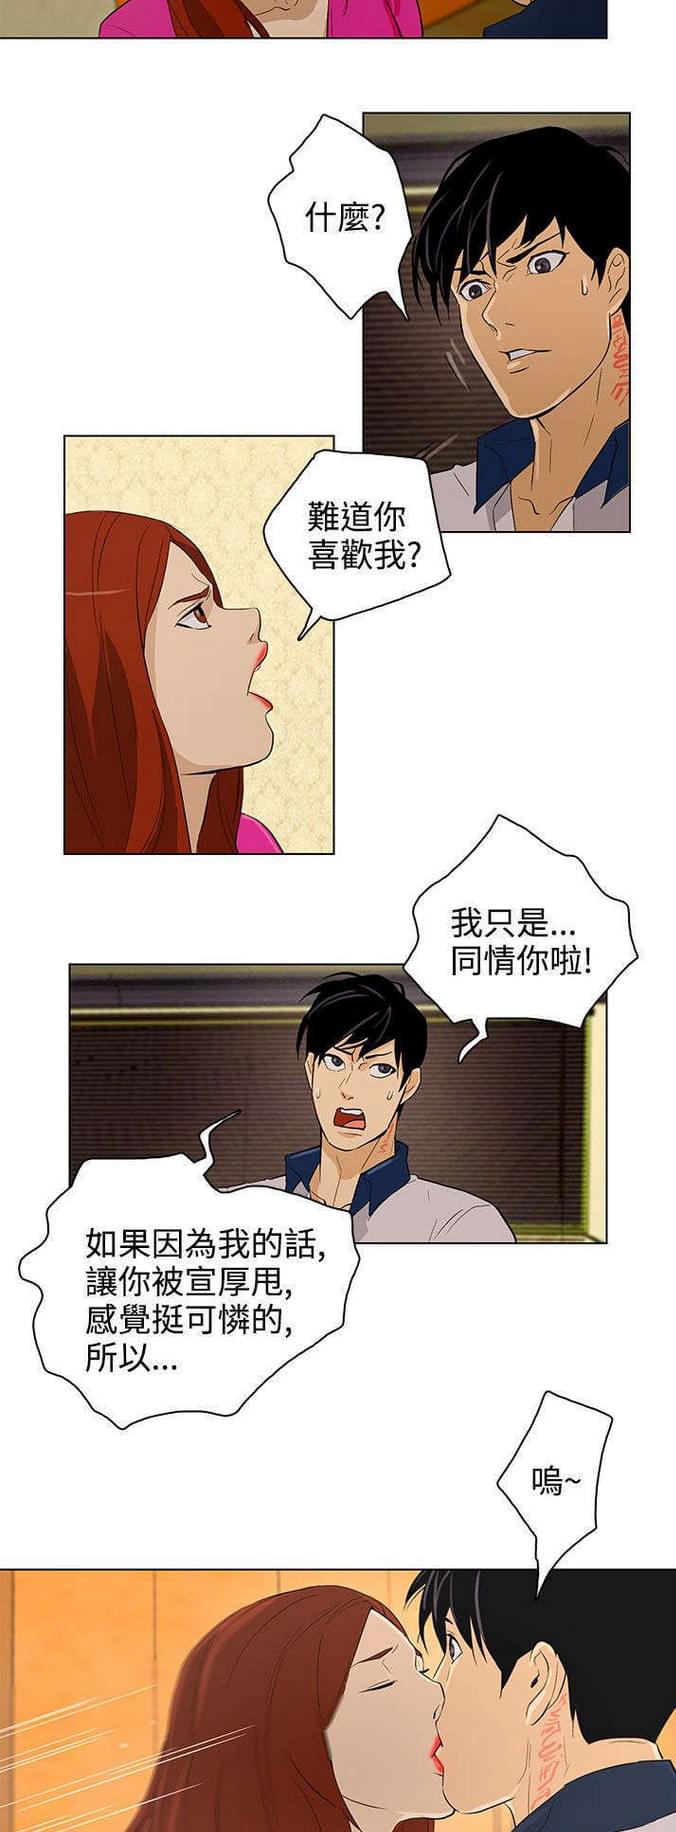 什麼?
難道你
喜歡我?
我只是...
同情你啦!
如果因為我的話,
讓你被宣厚甩,
感覺挺可憐的,
所以...
嗚~